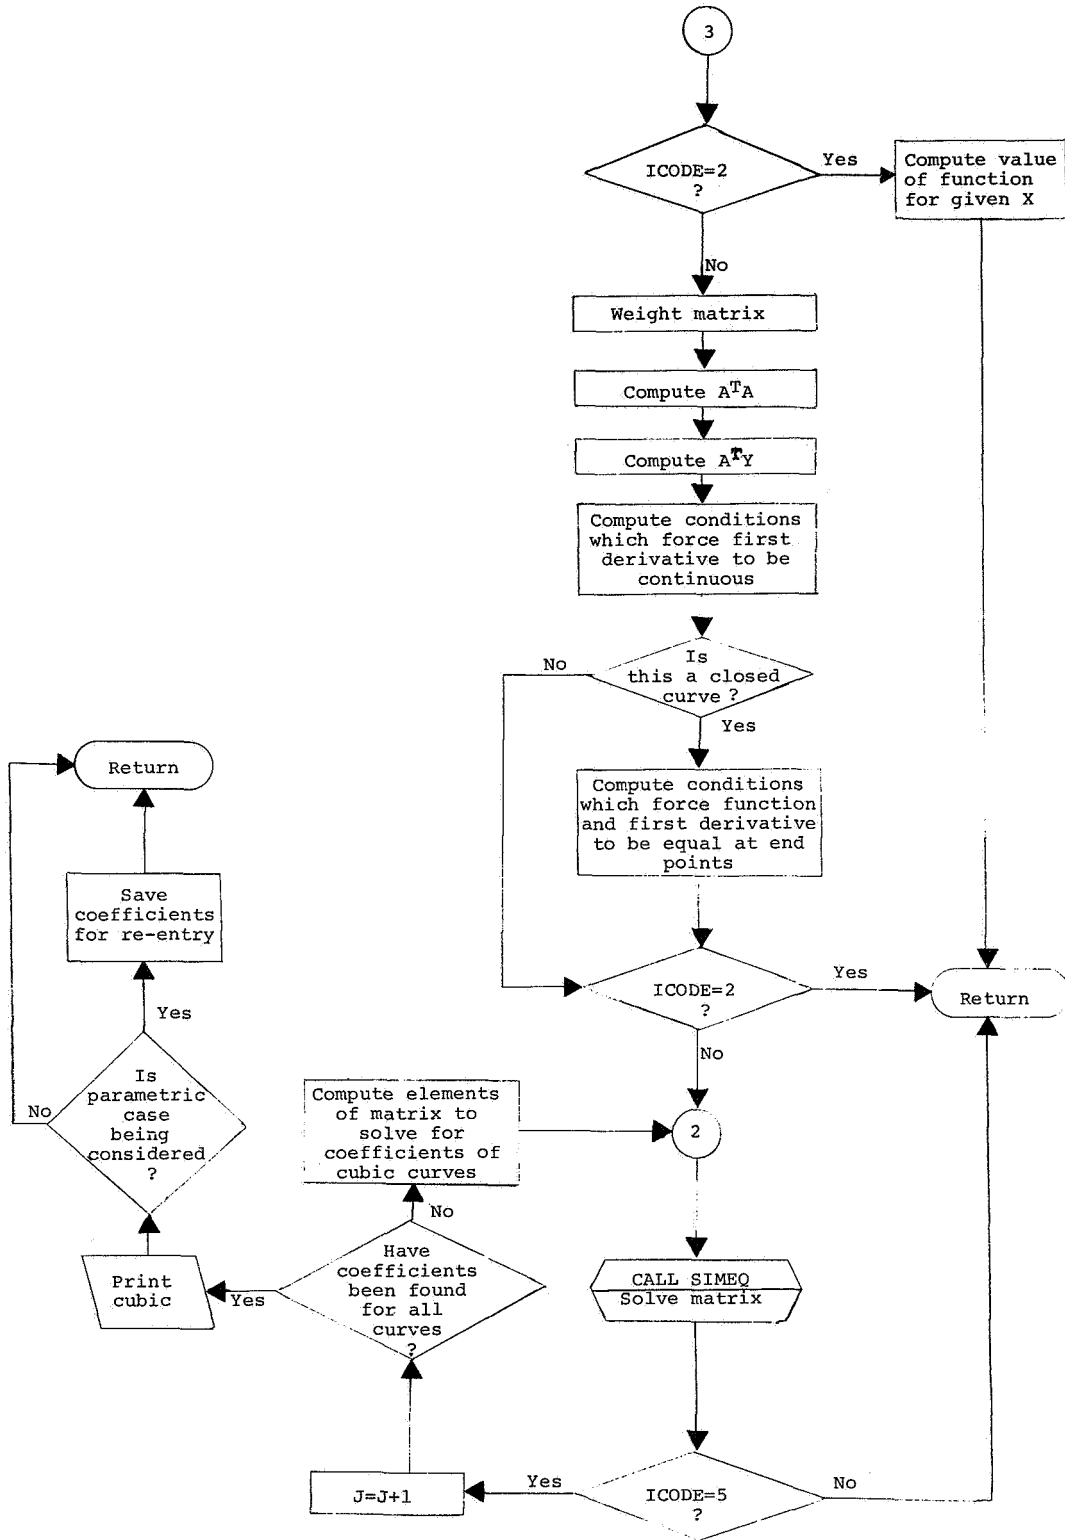 3
ICODE=2
?
Yes
Compute value
of function
for given X
No
Weight matrix
Compute AᵀA
Compute AᵀY
Compute conditions
which force first
derivative to be
continuous
No
Is
this a closed
curve ?
Yes
Compute conditions
which force function
and first derivative
to be equal at end
points
ICODE=2
?
Yes
Return
No
2
CALL SIMEQ
Solve matrix
ICODE=5
?
No
Yes
J=J+1
Have
coefficients
been found
for all
curves
?
No
Compute elements
of matrix to
solve for
coefficients of
cubic curves
Yes
Print
cubic
Is
parametric
case
being
considered
?
No
Yes
Save
coefficients
for re-entry
Return